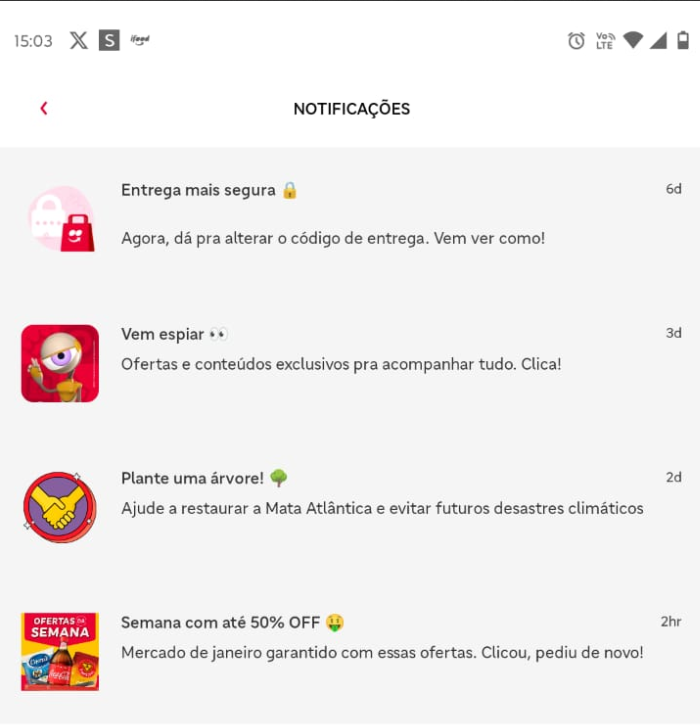 15:03 S ifood Vo LTE
NOTIFICAÇÕES
Entrega mais segura 🔒 6d
Agora, dá pra alterar o código de entrega. Vem ver como!
Vem espiar 👀 3d
Ofertas e conteúdos exclusivos pra acompanhar tudo. Clica!
Plante uma árvore! 🌳 2d
Ajude a restaurar a Mata Atlântica e evitar futuros desastres climáticos
OFERTAS DA
SEMANA
Semana com até 50% OFF 🤑 2hr
Mercado de janeiro garantido com essas ofertas. Clicou, pediu de novo!